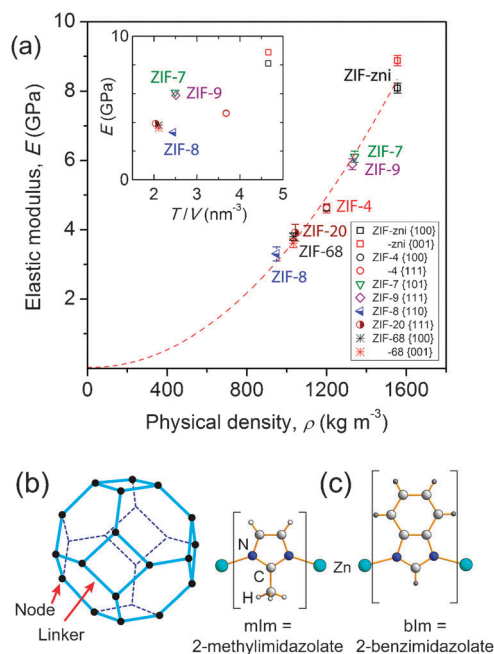 (a)
Elastic modulus, E (GPa)
10
8
6
4
2
0
400
800
1200
1600
Physical density, ρ (kg m⁻³)
E (GPa)
10
5
0
2
3
4
5
T/V (nm⁻³)
ZIF-7
ZIF-9
ZIF-8
ZIF-zni
ZIF-7
ZIF-9
ZIF-4
ZIF-20
ZIF-68
ZIF-8
ZIF-zni {100}
-zni {001}
ZIF-4 {100}
-4 {111}
ZIF-7 {101}
ZIF-9 {111}
ZIF-8 {110}
ZIF-20 {111}
ZIF-68 {100}
-68 {001}
(b)
Node
Linker
N
C
H
Zn
mIm =
2-methylimidazolate
(c)
bIm =
2-benzimidazolate